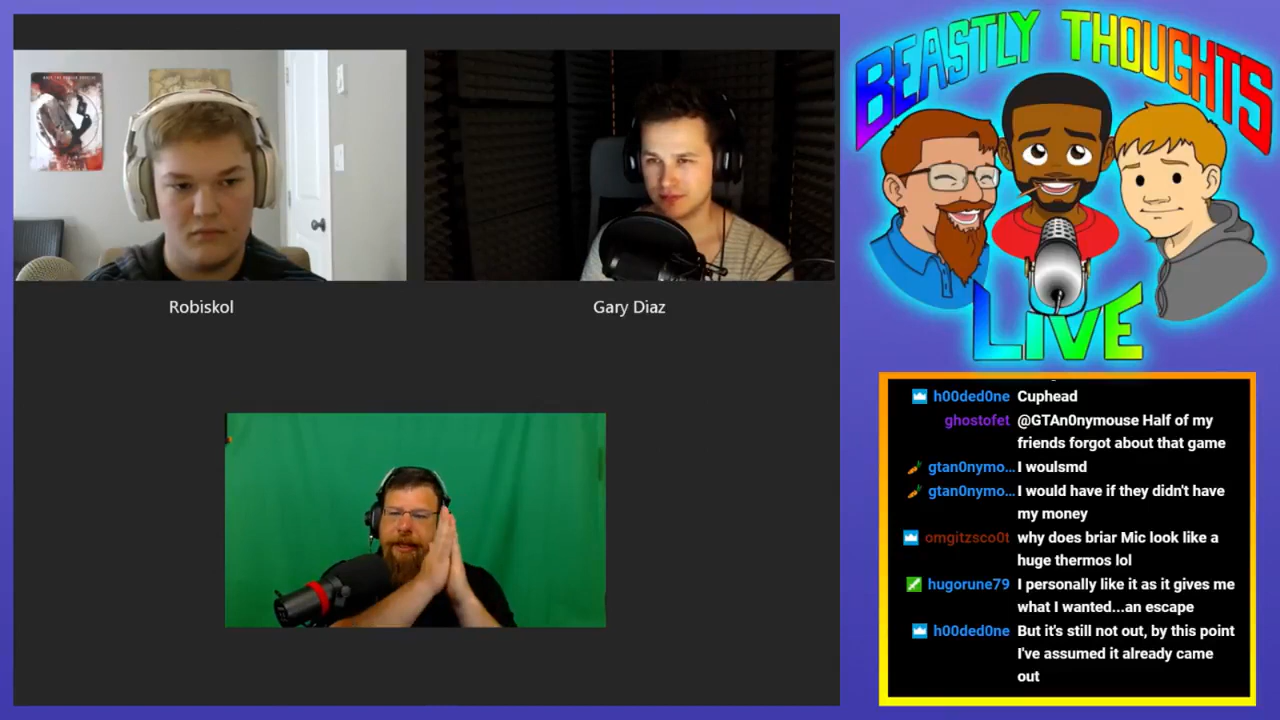 BEASTLY THOUGHTS
LIVE
Robiskol
Gary Diaz
h00ded0ne Cuphead
ghostofet @GTAn0nymouse Half of my
friends forgot about that game
gtan0nymo... I woulsmd
gtan0nymo... I would have if they didn't have
my money
omgitzsco0t why does briar Mic look like a
huge thermos lol
hugorune79 I personally like it as it gives me
what I wanted...an escape
h00ded0ne But it's still not out, by this point
I've assumed it already came
out